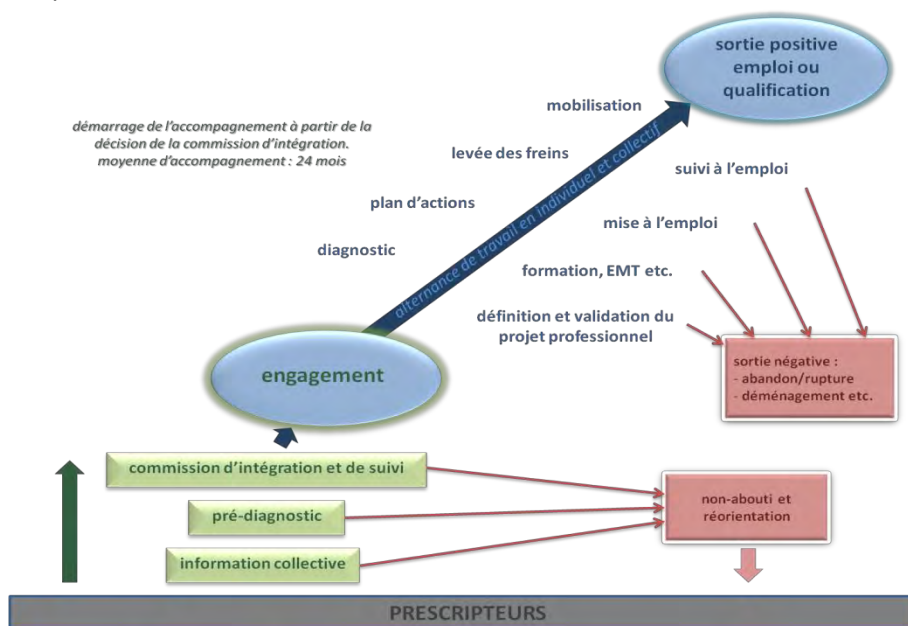 sortie positive
emploi ou
qualification
mobilisation
démarrage de l'accompagnement à partir de la
décision de la commission d'intégration.
moyenne d'accompagnement : 24 mois
levée des freins
suivi à l'emploi
plan d'actions
alternance de travail en individuel et collectif
mise à l'emploi
diagnostic
formation, EMT etc.
définition et validation du
projet professionnel
sortie négative :
- abandon/rupture
- déménagement etc.
engagement
commission d'intégration et de suivi
non-abouti et
réorientation
pré-diagnostic
information collective
PRESCRIPTEURS